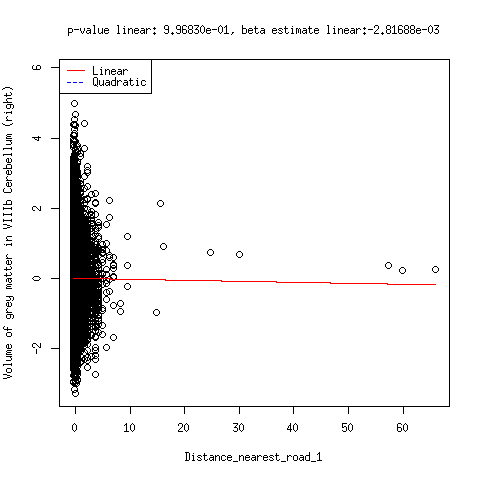 p-value linear: 9.96830e-01, beta estimate linear:-2.81688e-03
Linear
Quadratic
Volume of grey matter in VIIIb Cerebellum (right)
6
4
2
0
-2
0 10 20 30 40 50 60
Distance_nearest_road_1